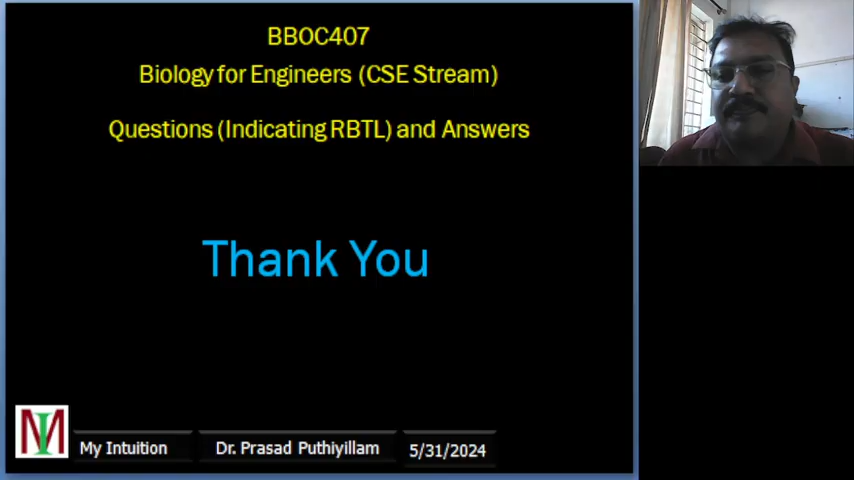 BBOC407
Biology for Engineers (CSE Stream)
Questions (Indicating RBTL) and Answers
Thank You
MI
My Intuition
Dr. Prasad Puthiyillam
5/31/2024